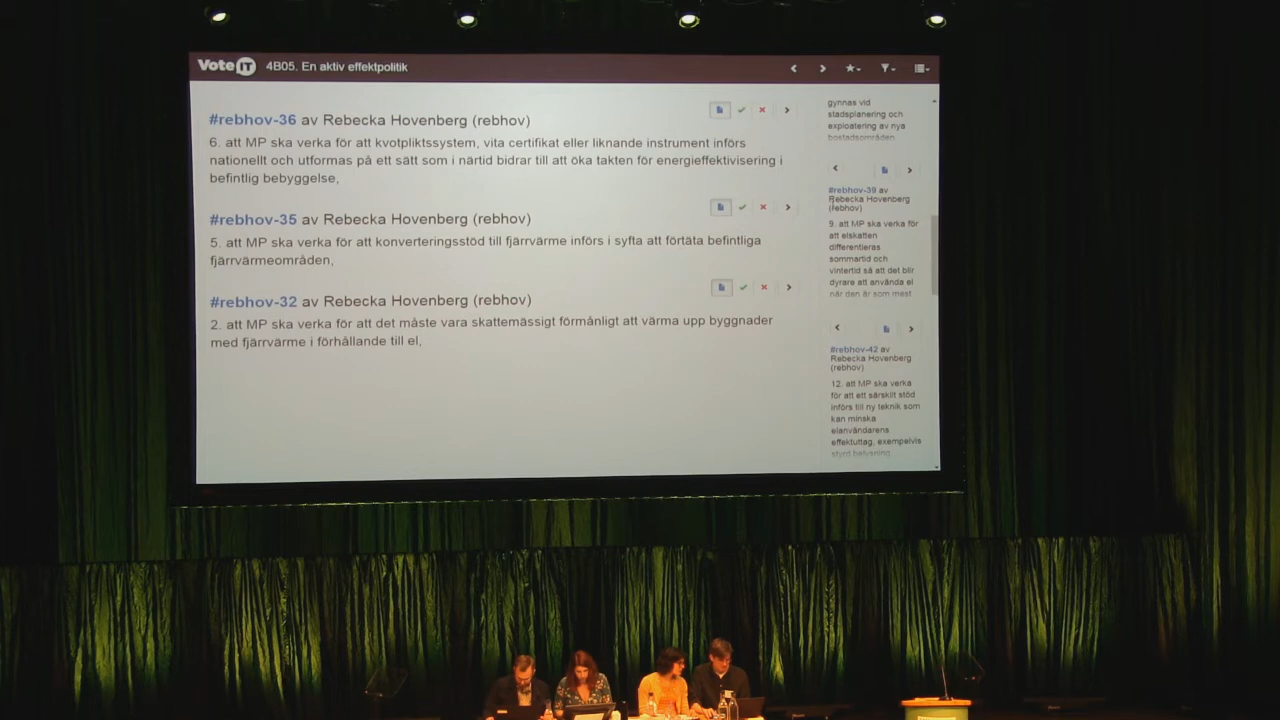 VoteIT 4B05. En aktiv effektpolitik
#rebhov-36 av Rebecka Hovenberg (rebhov)
6. att MP ska verka för att kvotpliktssystem, vita certifikat eller liknande instrument införs
nationellt och utformas på ett sätt som i närtid bidrar till att öka takten för energieffektivisering i
befintlig bebyggelse,
#rebhov-35 av Rebecka Hovenberg (rebhov)
5. att MP ska verka för att konverteringsstöd till fjärrvärme införs i syfta att förtäta befintliga
fjärrvärmeområden,
#rebhov-32 av Rebecka Hovenberg (rebhov)
2. att MP ska verka för att det måste vara skattemässigt förmånligt att värma upp byggnader
med fjärrvärme i förhållande till el,
gynnas vid
stadsplanering och
exploatering av nya
bostadsområden
#rebhov-39 av
Rebecka Hovenberg
(rebhov)
9. att MP ska verka för
att elskatten
differentieras
sommartid och
vintertid så att det blir
dyrare att använda el
när den är som mest
#rebhov-42 av
Rebecka Hovenberg
(rebhov)
12. att MP ska verka
för att ett särskilt stöd
införs till ny teknik som
kan minska
elanvändarens
effektuttag, exempelvis
styrd belysning